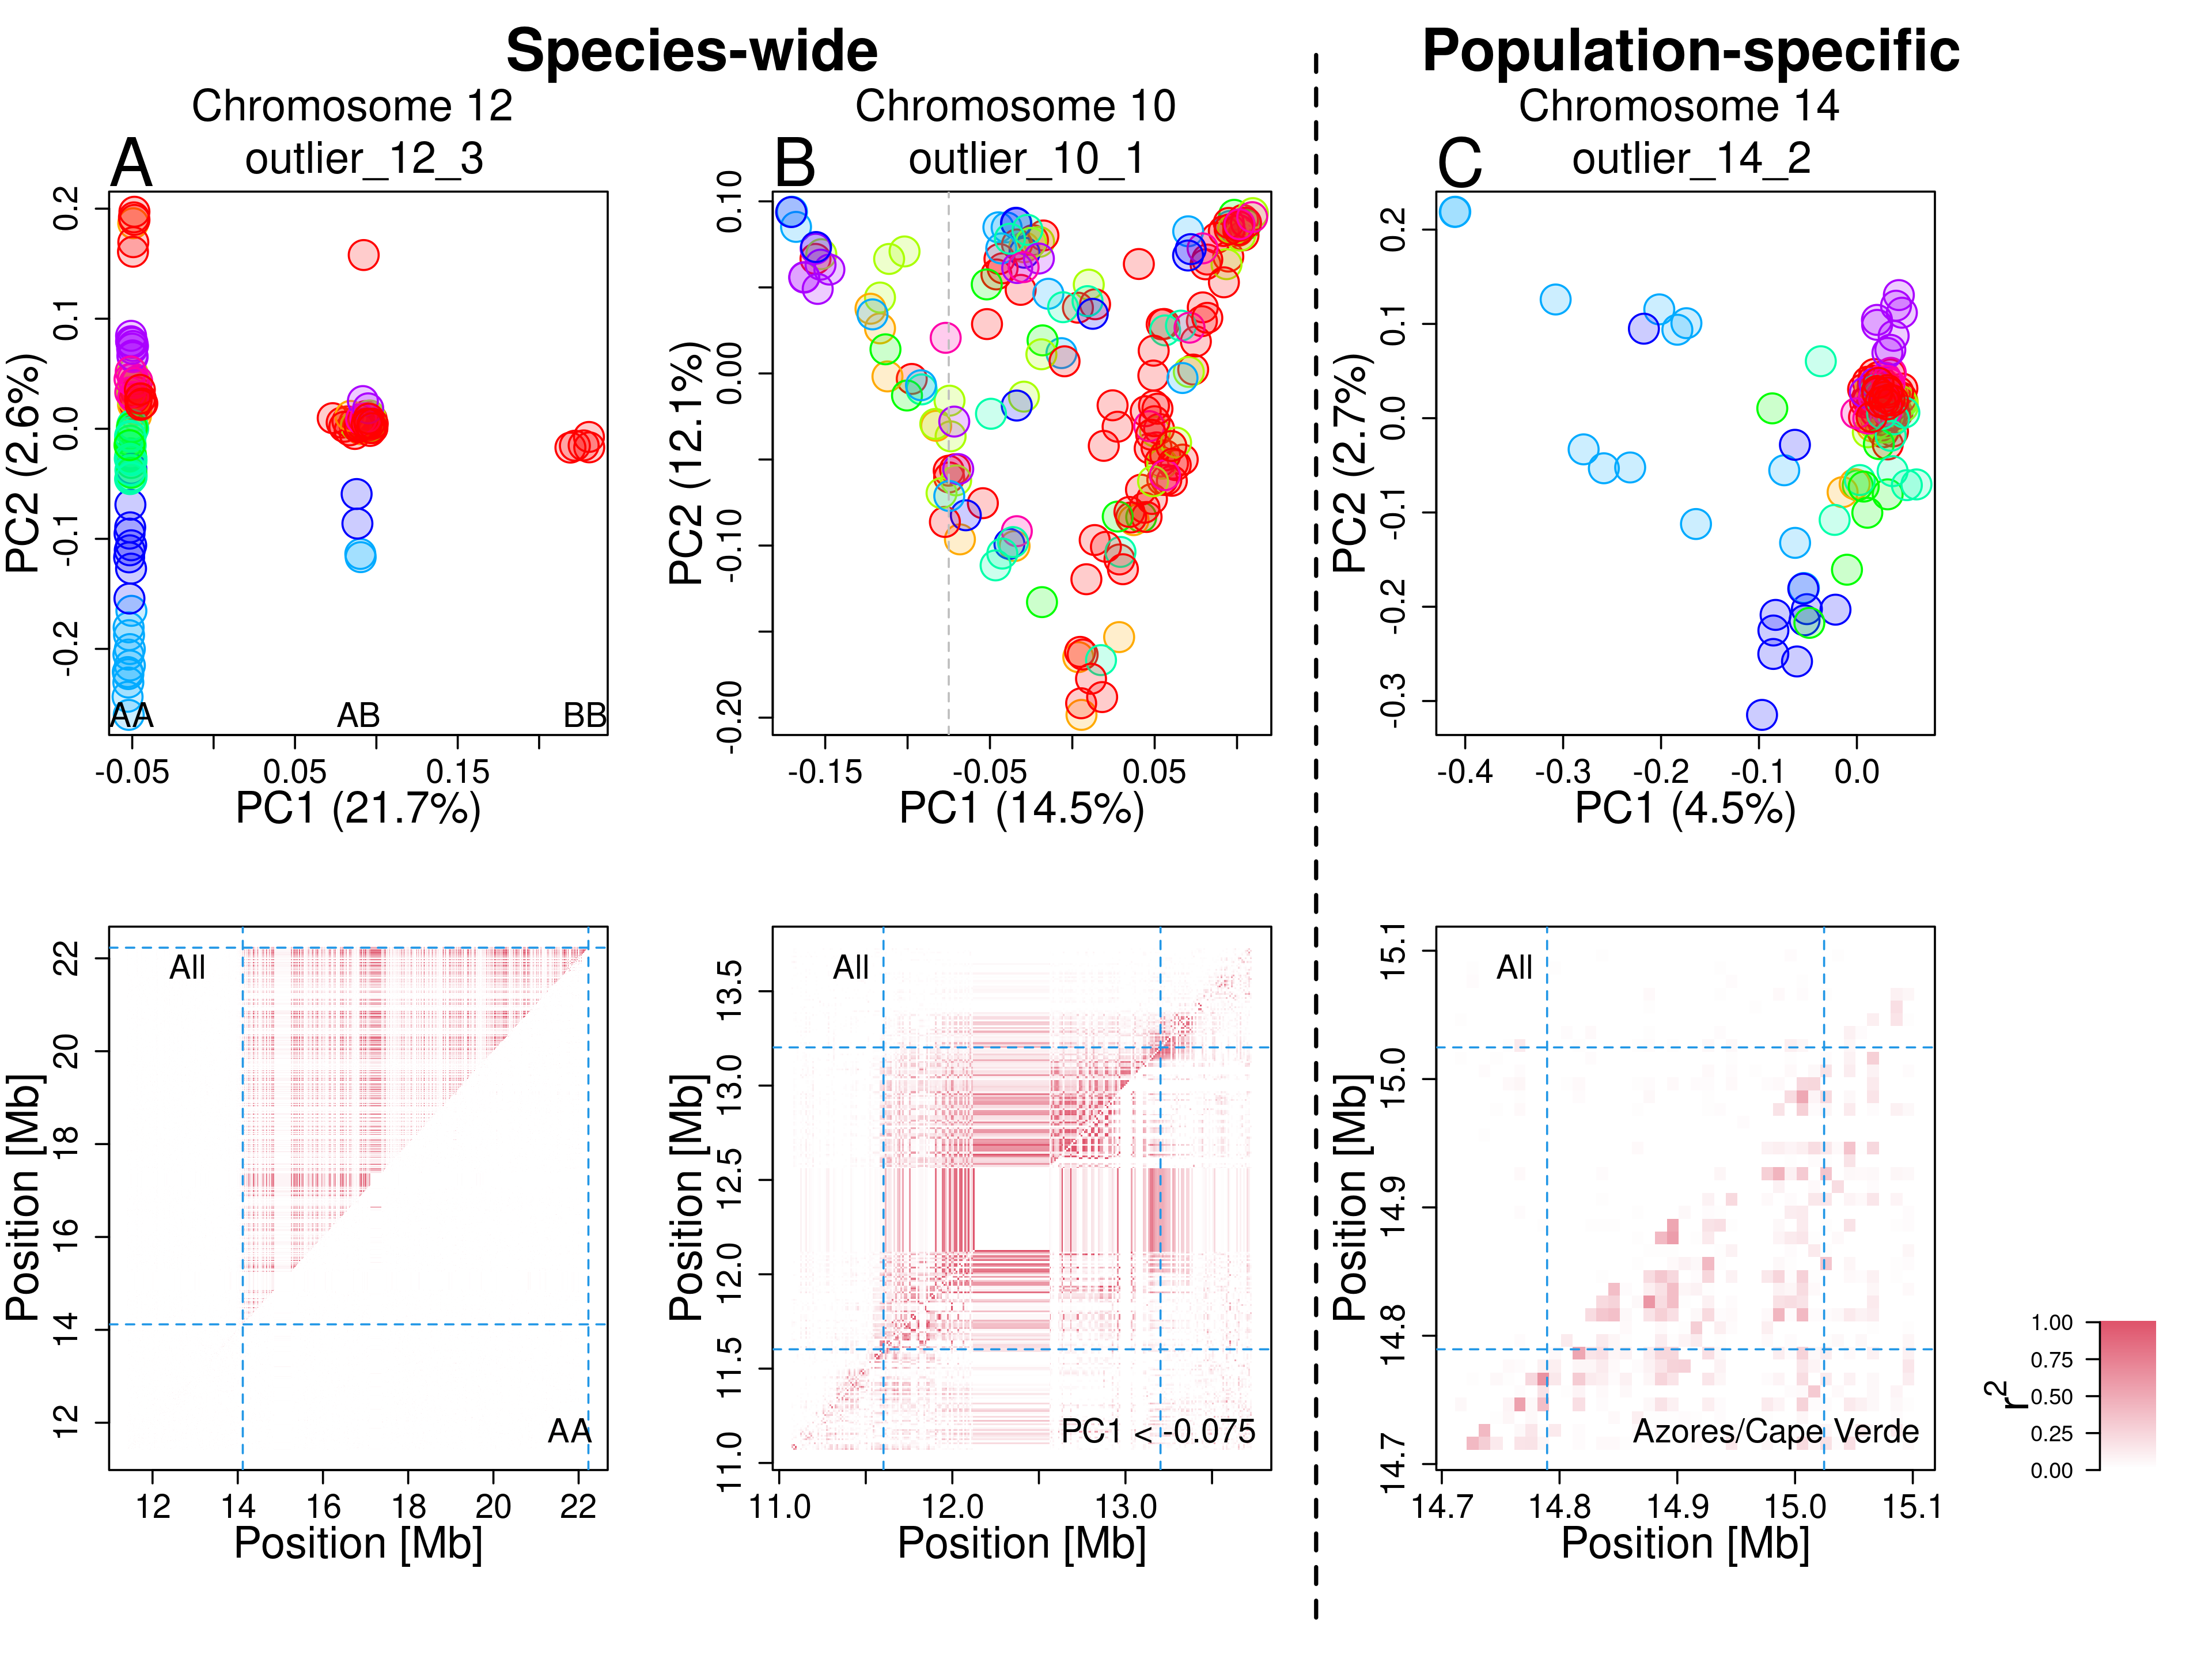 Species-wide
Population-specific
Chromosome 12
outlier_12_3
Chromosome 10
outlier_10_1
Chromosome 14
outlier_14_2
A
PC2 (2.6%)
0.2
0.1
0.0
-0.1
-0.2
AA
AB
BB
-0.05
0.05
0.15
PC1 (21.7%)
B
PC2 (12.1%)
0.10
0.00
-0.10
-0.20
-0.15
-0.05
0.05
PC1 (14.5%)
C
PC2 (2.7%)
0.2
0.1
0.0
-0.1
-0.2
-0.3
-0.4
-0.3
-0.2
-0.1
0.0
PC1 (4.5%)
Position [Mb]
22
20
18
16
14
12
All
AA
12
14
16
18
20
22
Position [Mb]
Position [Mb]
13.5
13.0
12.5
12.0
11.5
11.0
All
PC1 < -0.075
11.0
12.0
13.0
Position [Mb]
Position [Mb]
15.1
15.0
14.9
14.8
14.7
All
Azores/Cape Verde
14.7
14.8
14.9
15.0
15.1
Position [Mb]
r²
1.00
0.75
0.50
0.25
0.00